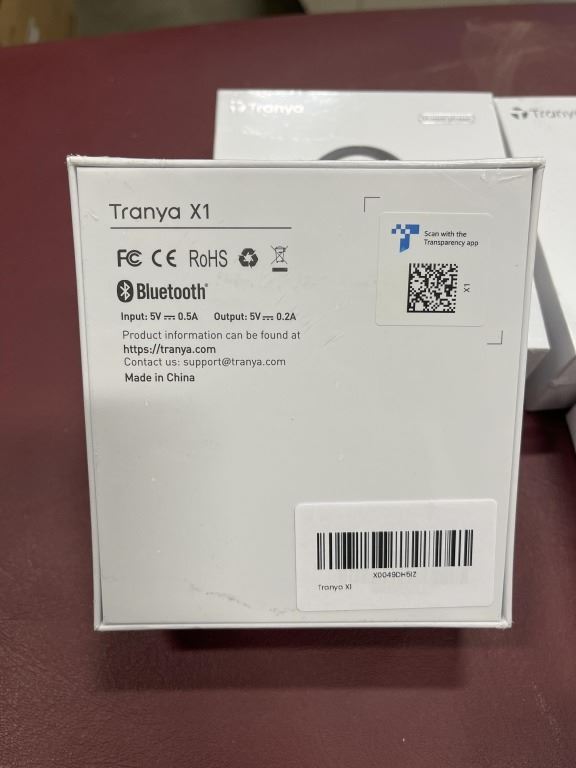 Tranya
Tranya
Tranya X1
FC CE RoHS
Bluetooth®
Input: 5V ⎓ 0.5A Output: 5V ⎓ 0.2A
Product information can be found at
https://tranya.com
Contact us: support@tranya.com
Made in China
Scan with the
Transparency app
X1
X0049DH5IZ
Tranya X1